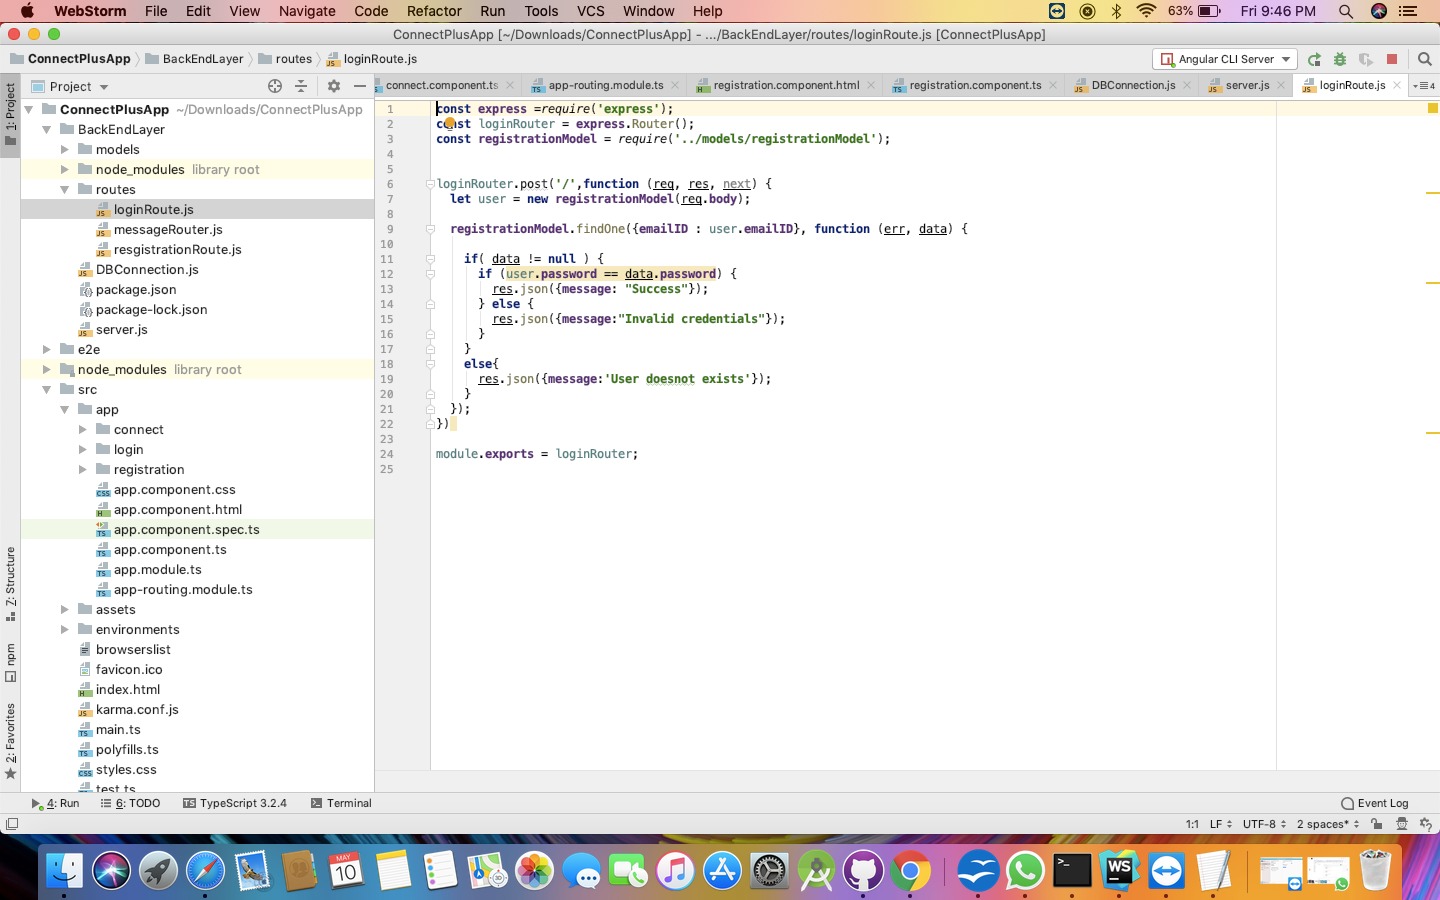 WebStorm File Edit View Navigate Code Refactor Run Tools VCS Window Help 63% Fri 9:46 PM
ConnectPlusApp [~/Downloads/ConnectPlusApp] - .../BackEndLayer/routes/loginRoute.js [ConnectPlusApp]
ConnectPlusApp BackEndLayer routes loginRoute.js Angular CLI Server
Project
connect.component.ts app-routing.module.ts registration.component.html registration.component.ts DBConnection.js server.js loginRoute.js 4
1: Project
Z: Structure
npm
2: Favorites
ConnectPlusApp ~/Downloads/ConnectPlusApp
BackEndLayer
models
node_modules library root
routes
loginRoute.js
messageRouter.js
resgistrationRoute.js
DBConnection.js
package.json
package-lock.json
server.js
e2e
node_modules library root
src
app
connect
login
registration
app.component.css
app.component.html
app.component.spec.ts
app.component.ts
app.module.ts
app-routing.module.ts
assets
environments
browserslist
favicon.ico
index.html
karma.conf.js
main.ts
polyfills.ts
styles.css
test.ts
1 const express =require('express');
2 const loginRouter = express.Router();
3 const registrationModel = require('../models/registrationModel');
4
5
6 loginRouter.post('/',function (req, res, next) {
7 let user = new registrationModel(req.body);
8
9 registrationModel.findOne({emailID : user.emailID}, function (err, data) {
10
11 if( data != null ) {
12 if (user.password == data.password) {
13 res.json({message: "Success"});
14 } else {
15 res.json({message:"Invalid credentials"});
16 }
17 }
18 else{
19 res.json({message:'User doesnot exists'});
20 }
21 });
22 })
23
24 module.exports = loginRouter;
25
4: Run 6: TODO TypeScript 3.2.4 Terminal Event Log
1:1 LF UTF-8 2 spaces*
MAY
10
WS